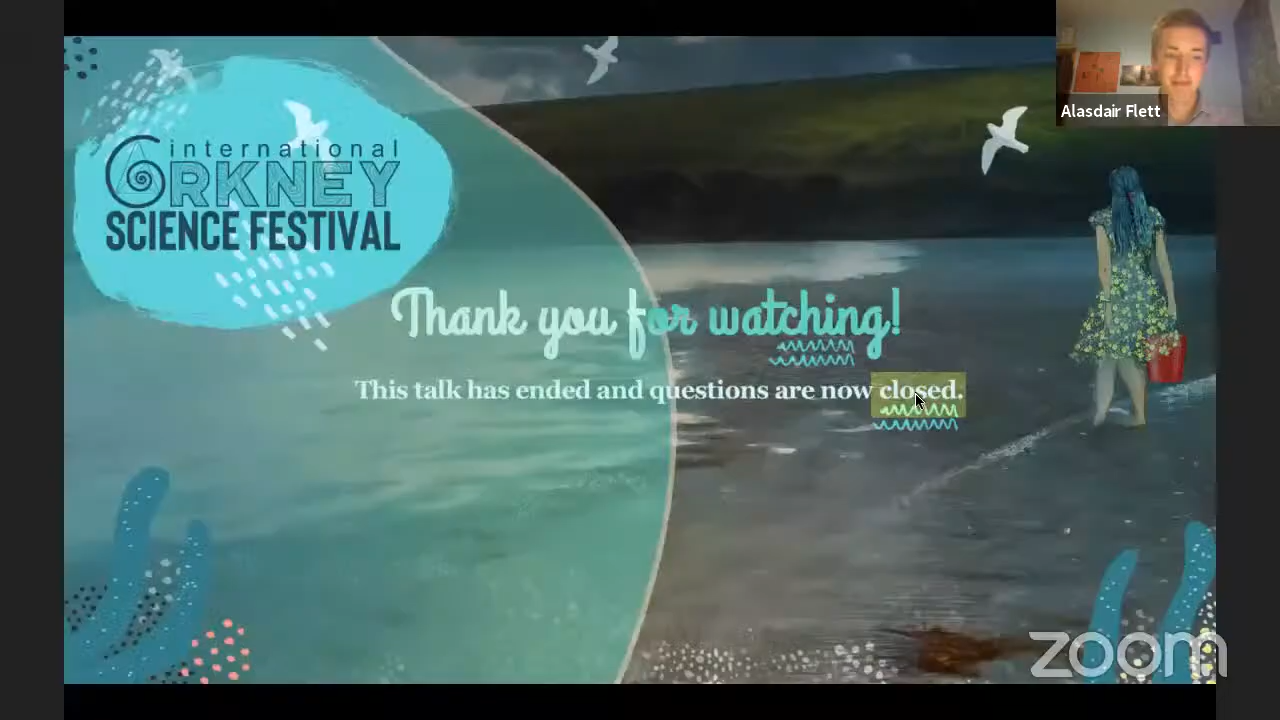 international
ORKNEY
SCIENCE FESTIVAL
Thank you for watching!
This talk has ended and questions are now closed.
Alasdair Flett
zoom